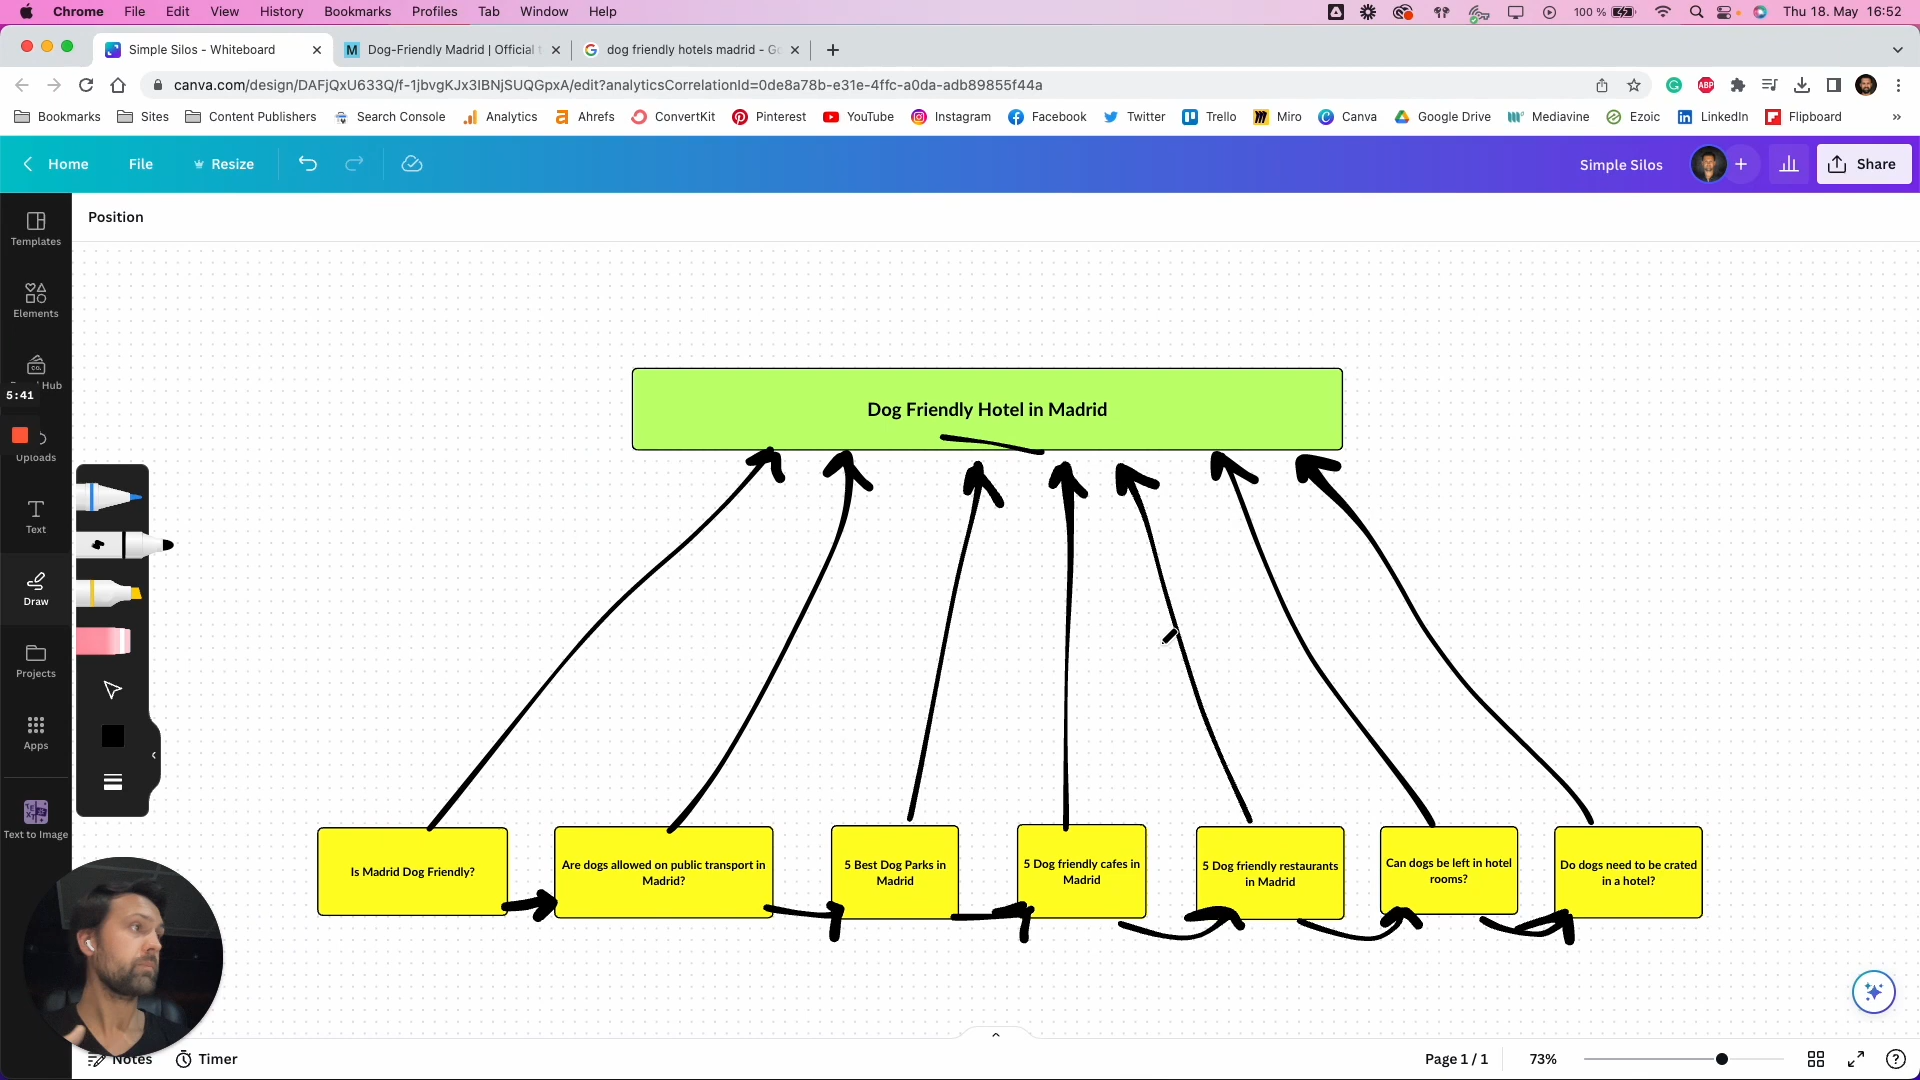 Chrome File Edit View History Bookmarks Profiles Tab Window Help
100 % Thu 18. May 16:52
Simple Silos - Whiteboard
Dog-Friendly Madrid | Official
dog friendly hotels madrid - Go
canva.com/design/DAFjQxU633Q/f-1jbvgKJx3IBNjSUQGpxA/edit?analyticsCorrelationId=0de8a78b-e31e-4ffc-a0da-adb89855f44a
ABP
Bookmarks Sites Content Publishers Search Console Analytics Ahrefs ConvertKit Pinterest YouTube Instagram Facebook Twitter Trello Miro Canva Google Drive Mediavine Ezoic LinkedIn Flipboard »
Home File Resize
Simple Silos
Share
Position
Templates
Elements
Hub
5:41
Uploads
Text
Draw
Projects
Apps
Text to Image
Dog Friendly Hotel in Madrid
Is Madrid Dog Friendly?
Are dogs allowed on public transport in
Madrid?
5 Best Dog Parks in
Madrid
5 Dog friendly cafes in
Madrid
5 Dog friendly restaurants
in Madrid
Can dogs be left in hotel
rooms?
Do dogs need to be crated
in a hotel?
Notes
Timer
Page 1 / 1
73%